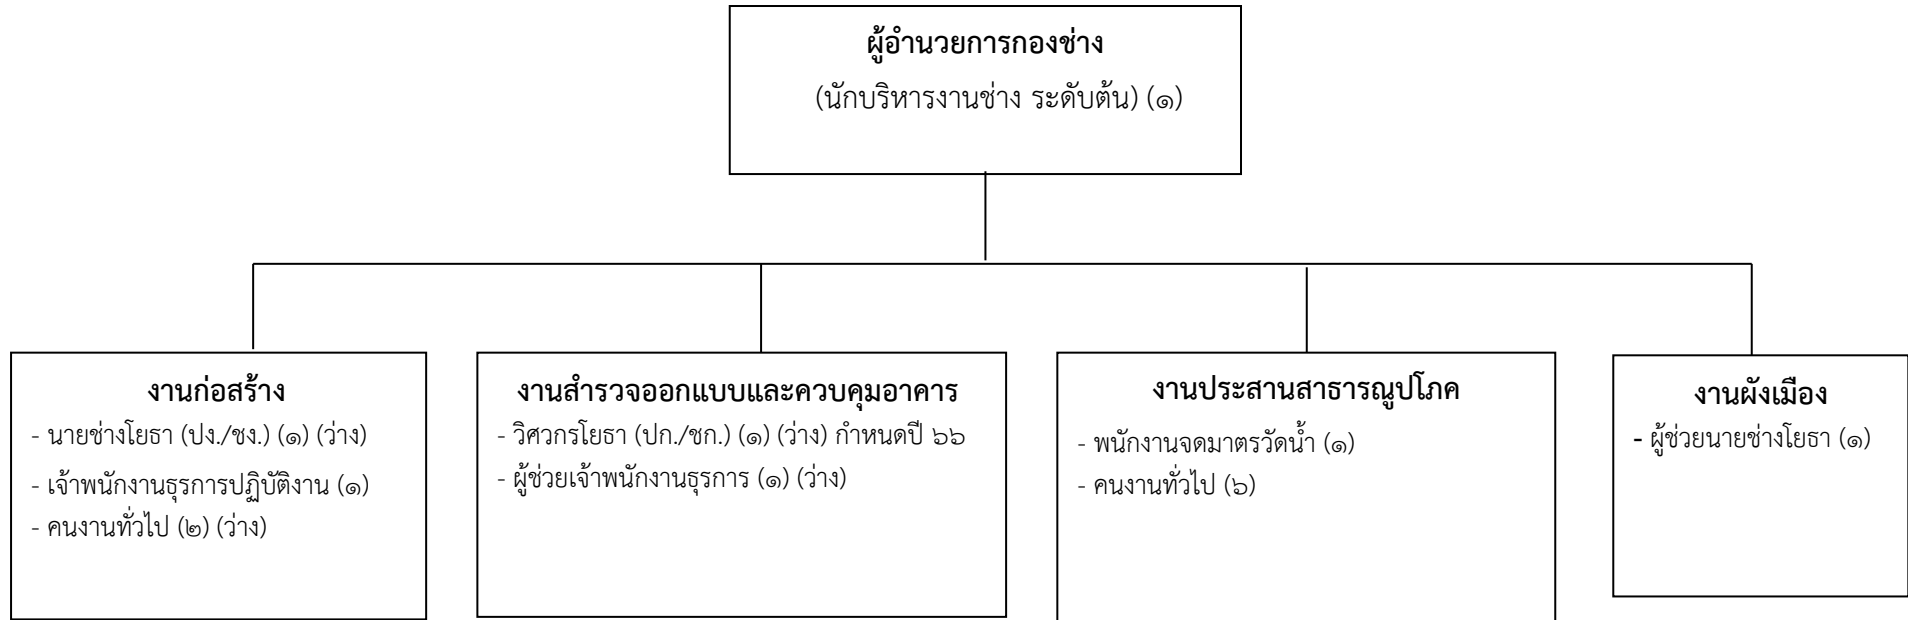 ผู้อำนวยการกองช่าง
(นักบริหารงานช่าง ระดับต้น) (๑)
งานก่อสร้าง
- นายช่างโยธา (ปง./ชง.) (๑) (ว่าง)
- เจ้าพนักงานธุรการปฏิบัติงาน (๑)
- คนงานทั่วไป (๒) (ว่าง)
งานสำรวจออกแบบและควบคุมอาคาร
- วิศวกรโยธา (ปก./ชก.) (๑) (ว่าง) กำหนดปี ๖๖
- ผู้ช่วยเจ้าพนักงานธุรการ (๑) (ว่าง)
งานประสานสาธารณูปโภค
- พนักงานจดมาตรวัดน้ำ (๑)
- คนงานทั่วไป (๖)
งานผังเมือง
- ผู้ช่วยนายช่างโยธา (๑)